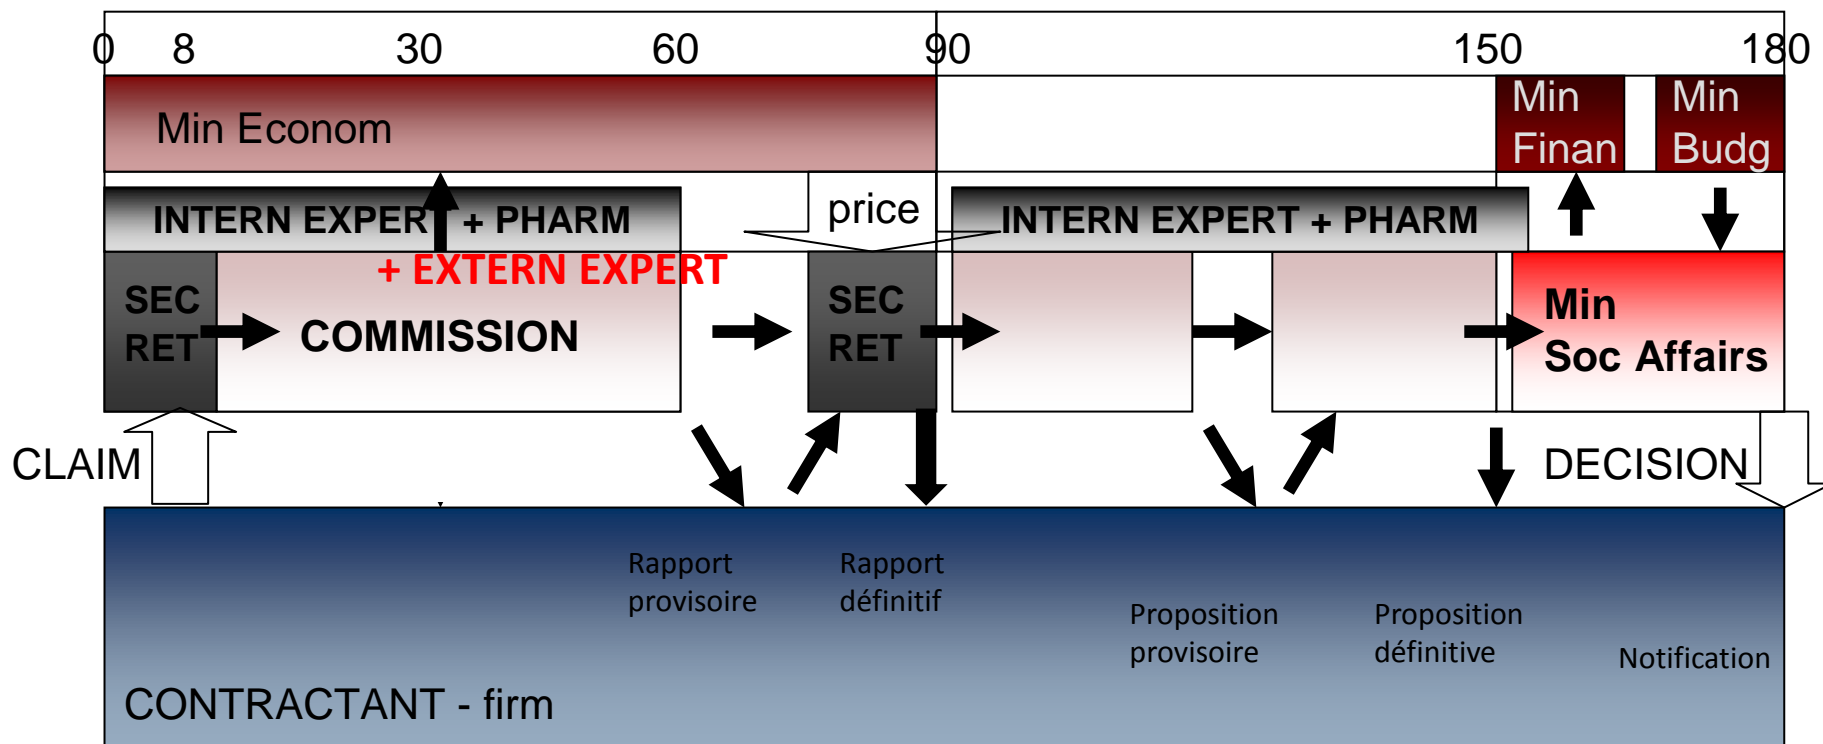 0 8 30 60 90 150 180
Min Econom
Min
Finan
Min
Budg
INTERN EXPERT + PHARM
price
INTERN EXPERT + PHARM
+ EXTERN EXPERT
SEC
RET
COMMISSION
SEC
RET
Min
Soc Affairs
CLAIM
DECISION
Rapport
provisoire
Rapport
définitif
Proposition
provisoire
Proposition
définitive
Notification
CONTRACTANT - firm